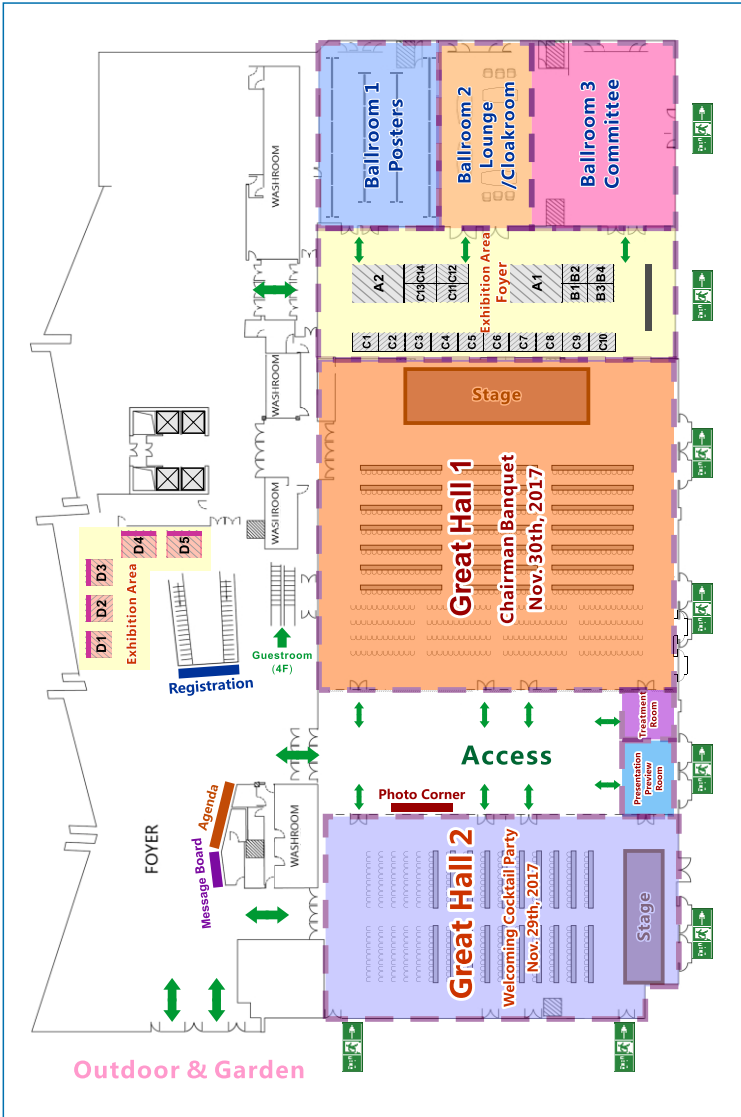 Ballroom 1
Posters
Ballroom 2
Lounge
/Cloakroom
Ballroom 3
Committee
WASHROOM
Exhibition Area
Foyer
A2
C13 C14
C11 C12
A1
B1 B2
B3 B4
C1
C2
C3
C4
C5
C6
C7
C8
C9
C10
WASHROOM
Stage
Great Hall 1
Chairman Banquet
Nov. 30th, 2017
WASHROOM
D4
D5
D3
D2
D1
Exhibition Area
Guestroom
(4F)
Registration
Treatment
Room
Access
Presentation
Preview
Room
Photo Corner
Agenda
Message Board
FOYER
WASHROOM
Great Hall 2
Welcoming Cocktail Party
Nov. 29th, 2017
Stage
Outdoor & Garden